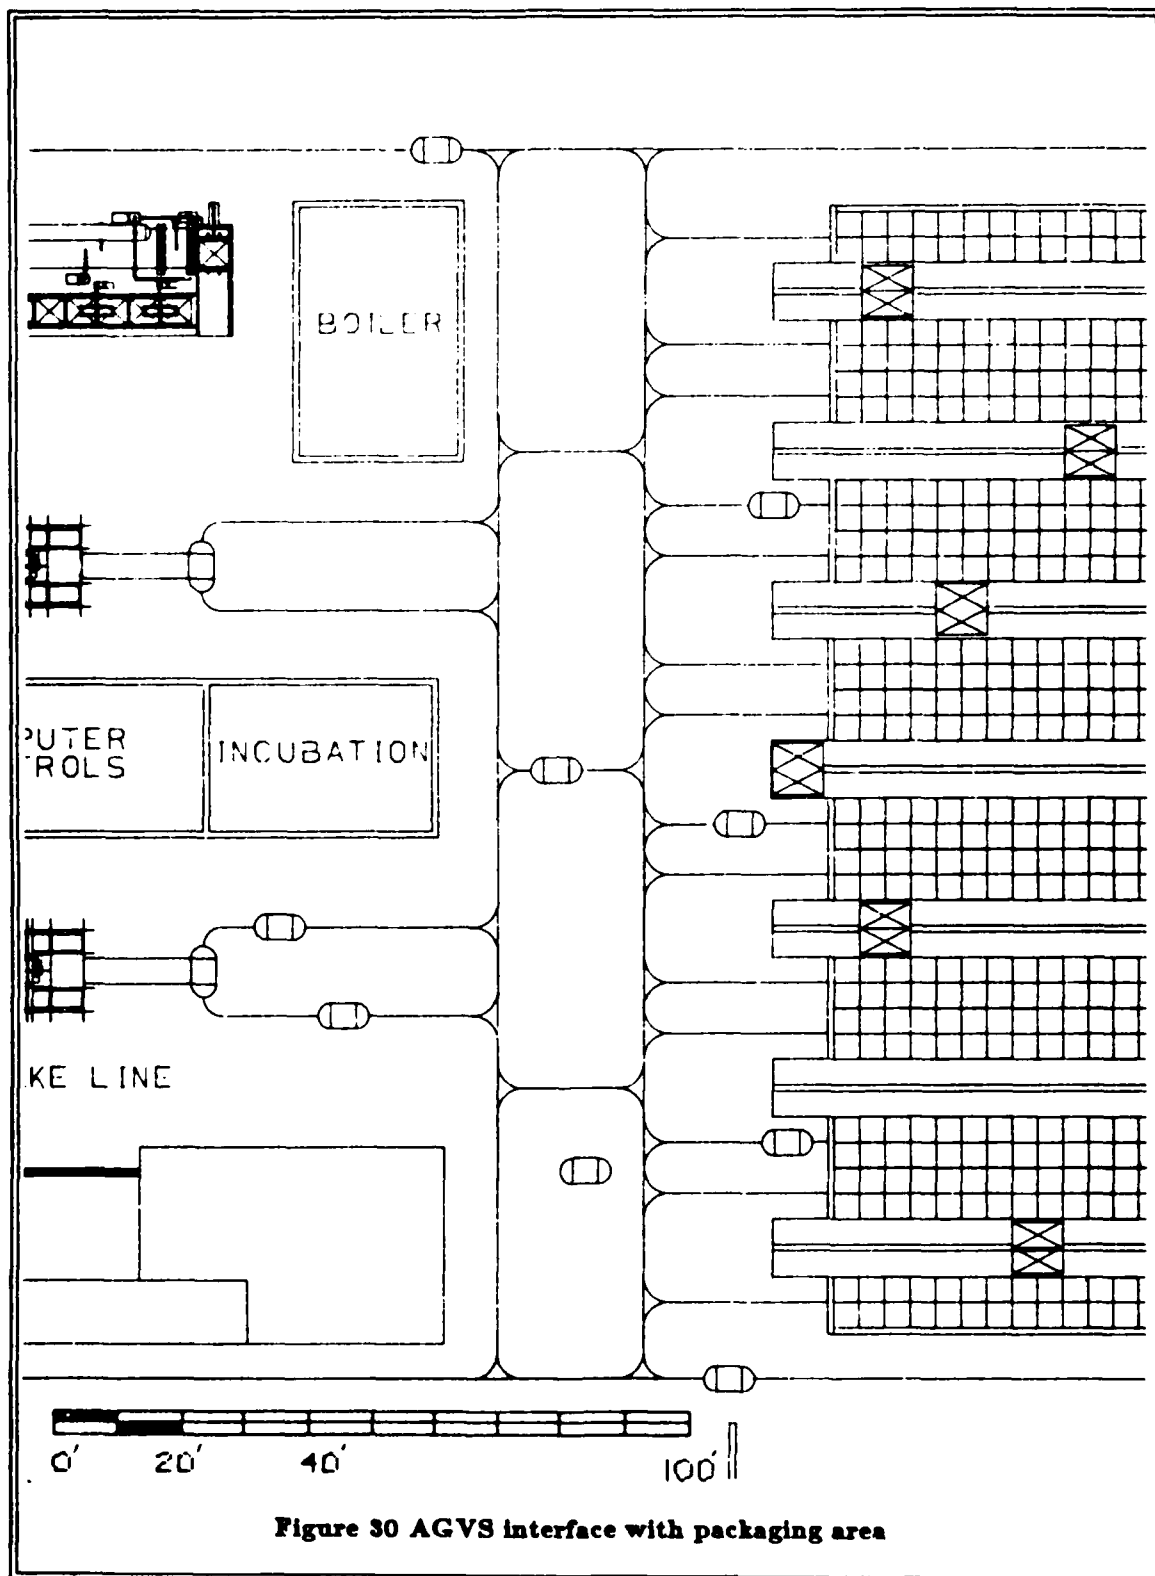 BOILER
PUTER
TROLS
INCUBATION
KE LINE
0' 20' 40' 100'
Figure 30 AGVS interface with packaging area